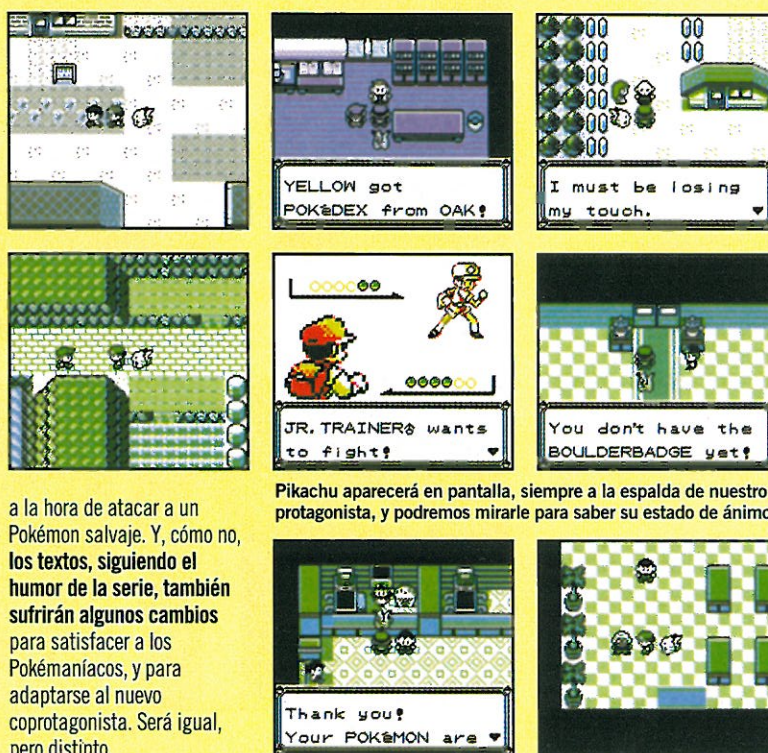 YELLOW got
POKéDEX from OAK!
I must be losing
my touch.
JR.TRAINER♂ wants
to fight!
You don't have the
BOULDERBADGE yet!
Pikachu aparecerá en pantalla, siempre a la espalda de nuestro
protagonista, y podremos mirarle para saber su estado de ánimo
a la hora de atacar a un
Pokémon salvaje. Y, cómo no,
los textos, siguiendo el
humor de la serie, también
sufrirán algunos cambios
para satisfacer a los
Pokémaníacos, y para
adaptarse al nuevo
coprotagonista. Será igual,
pero distinto
Thank you!
Your POKéMON are